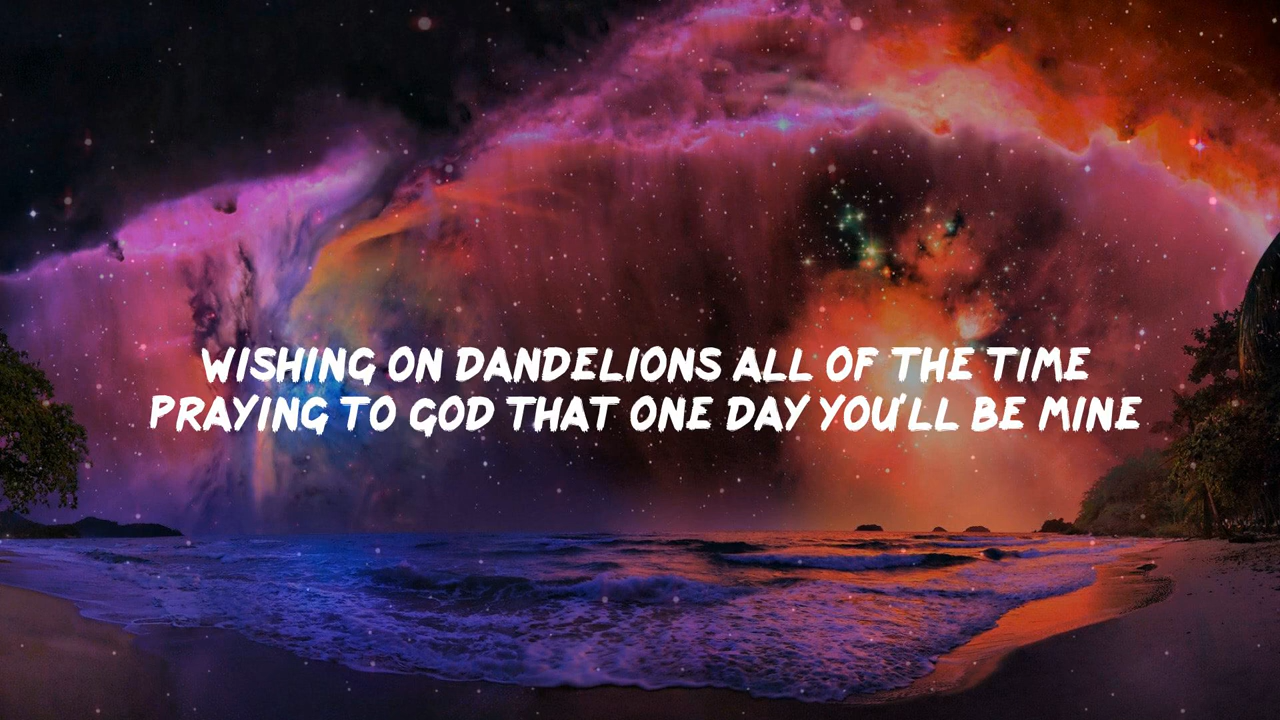 WISHING ON DANDELIONS ALL OF THE TIME
PRAYING TO GOD THAT ONE DAY YOU'LL BE MINE